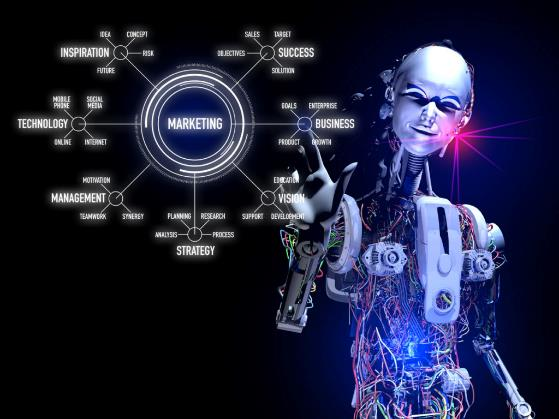 IDEA
CONCEPT
INSPIRATION
RISK
FUTURE
SALES
TARGET
OBJECTIVES
SUCCESS
SOLUTION
MOBILE
PHONE
SOCIAL
MEDIA
TECHNOLOGY
ONLINE
INTERNET
MARKETING
GOALS
ENTERPRISE
BUSINESS
PRODUCT
GROWTH
MOTIVATION
MANAGEMENT
TEAMWORK
SYNERGY
PLANNING
RESEARCH
ANALYSIS
PROCESS
STRATEGY
EDUCATION
VISION
SUPPORT
DEVELOPMENT